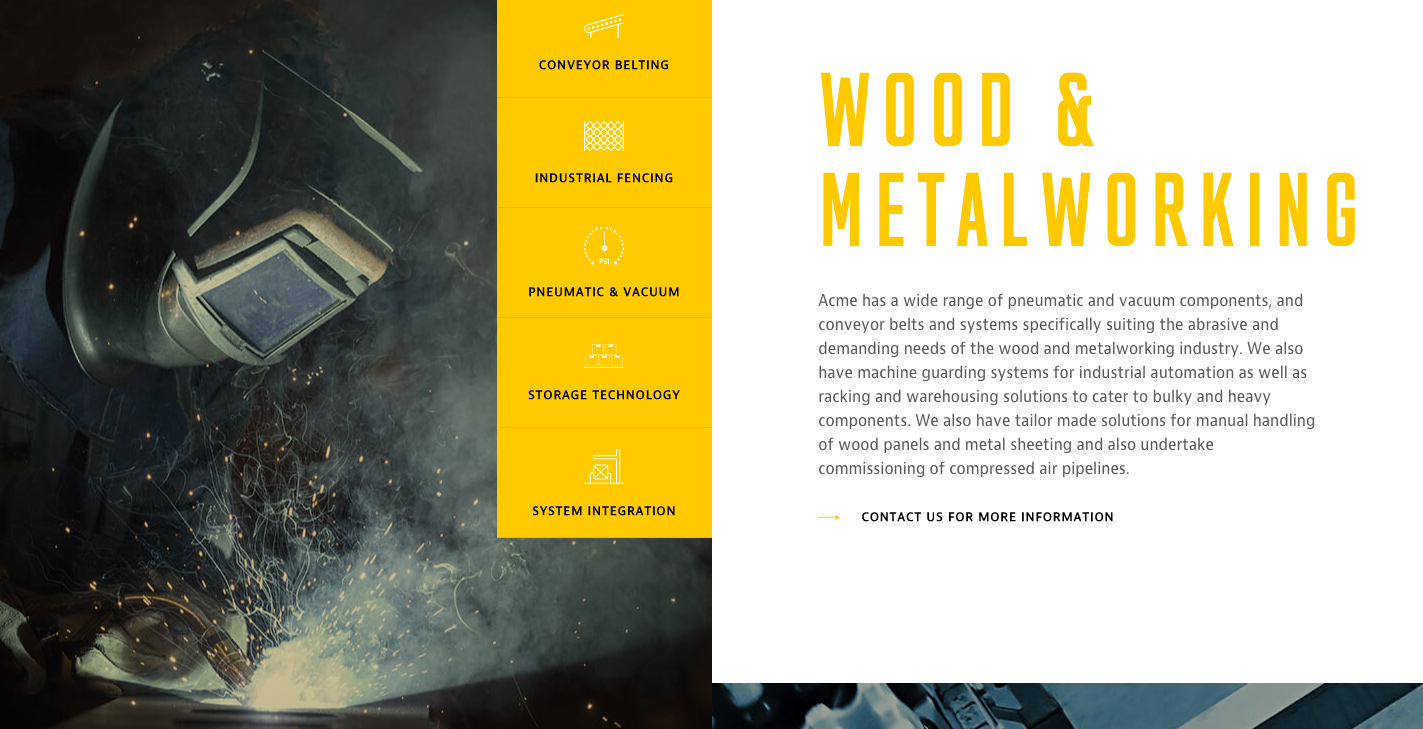 CONVEYOR BELTING
INDUSTRIAL FENCING
PSI
PNEUMATIC & VACUUM
STORAGE TECHNOLOGY
SYSTEM INTEGRATION
WOOD &
METALWORKING
Acme has a wide range of pneumatic and vacuum components, and
conveyor belts and systems specifically suiting the abrasive and
demanding needs of the wood and metalworking industry. We also
have machine guarding systems for industrial automation as well as
racking and warehousing solutions to cater to bulky and heavy
components. We also have tailor made solutions for manual handling
of wood panels and metal sheeting and also undertake
commissioning of compressed air pipelines.
CONTACT US FOR MORE INFORMATION